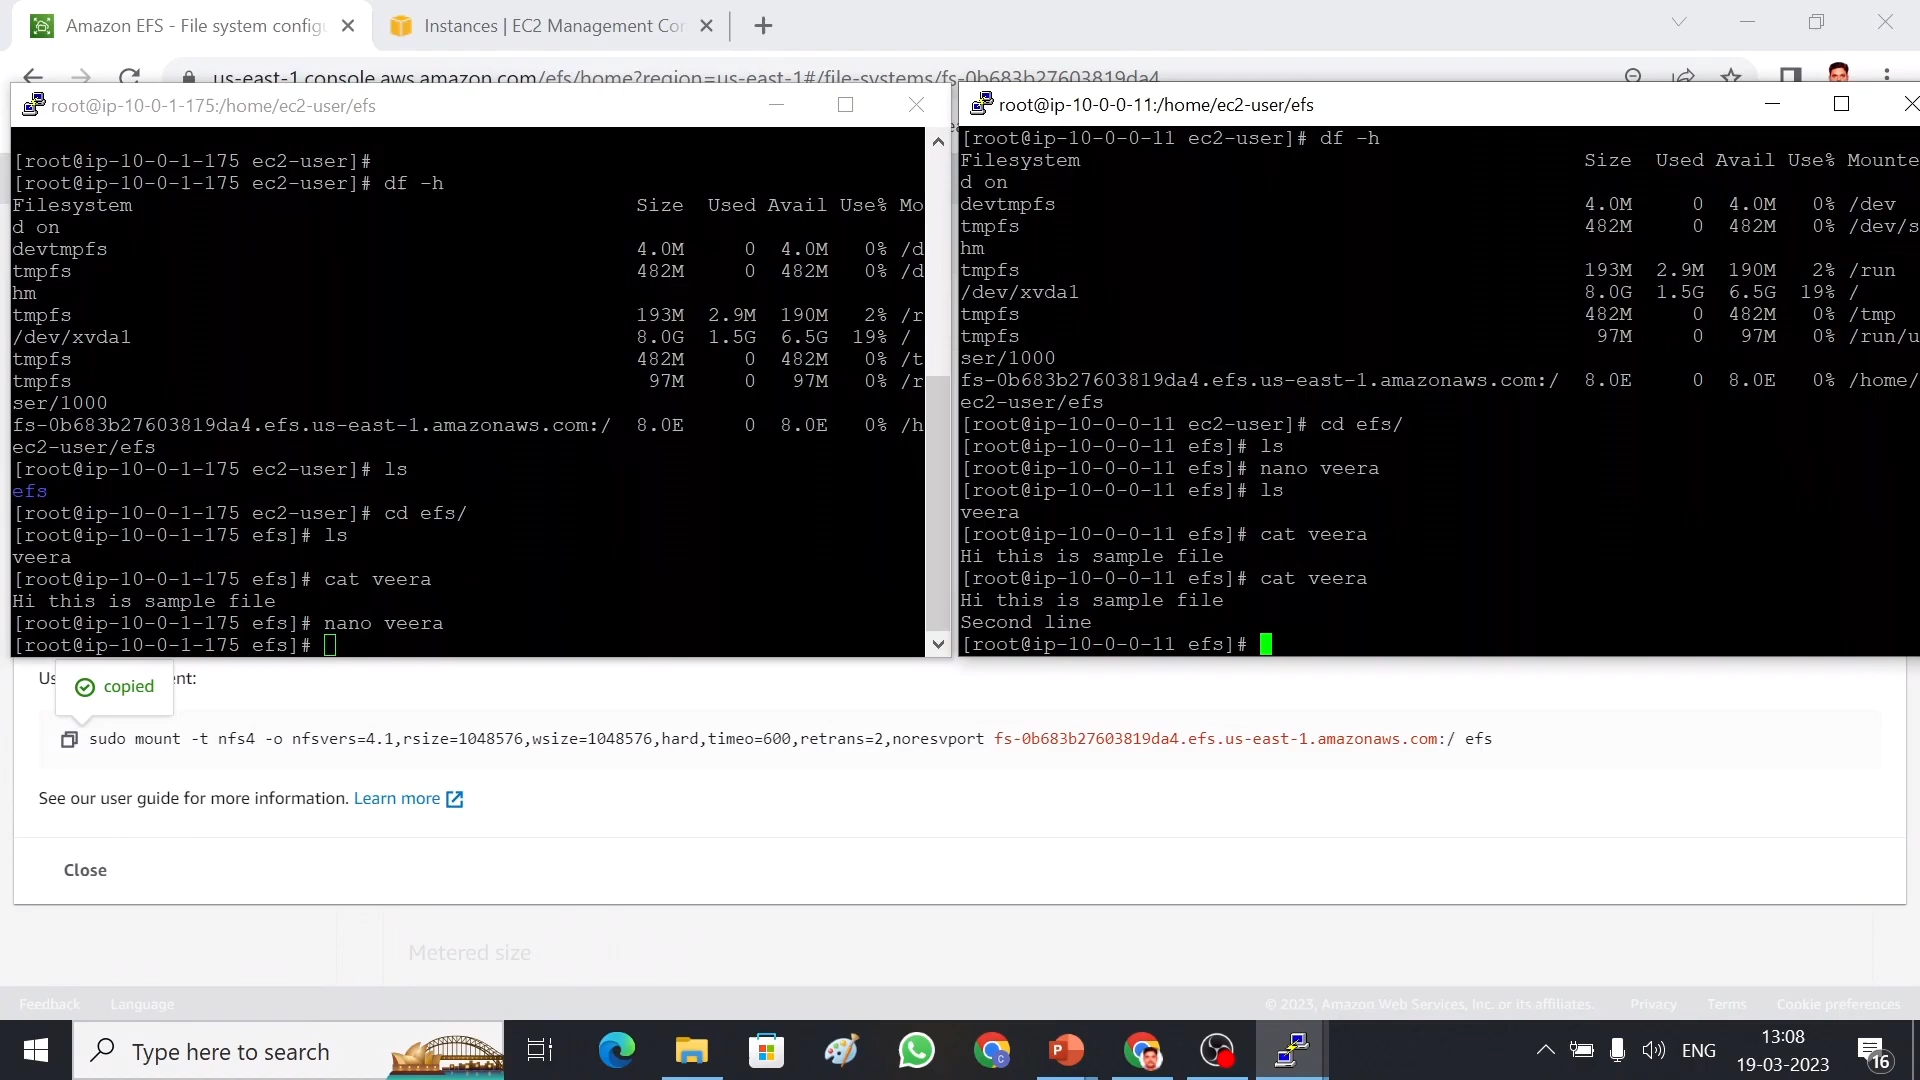 Amazon EFS - File system configu
Instances | EC2 Management Con
us-east-1.console.aws.amazon.com/efs/home?region=us-east-1#/file-systems/fs-0b683b27603819da4
root@ip-10-0-1-175:/home/ec2-user/efs
[root@ip-10-0-1-175 ec2-user]#
[root@ip-10-0-1-175 ec2-user]# df -h
Filesystem Size Used Avail Use% Mo
d on
devtmpfs 4.0M 0 4.0M 0% /d
tmpfs 482M 0 482M 0% /d
hm
tmpfs 193M 2.9M 190M 2% /r
/dev/xvda1 8.0G 1.5G 6.5G 19% /
tmpfs 482M 0 482M 0% /t
tmpfs 97M 0 97M 0% /r
ser/1000
fs-0b683b27603819da4.efs.us-east-1.amazonaws.com:/ 8.0E 0 8.0E 0% /h
ec2-user/efs
[root@ip-10-0-1-175 ec2-user]# ls
efs
[root@ip-10-0-1-175 ec2-user]# cd efs/
[root@ip-10-0-1-175 efs]# ls
veera
[root@ip-10-0-1-175 efs]# cat veera
Hi this is sample file
[root@ip-10-0-1-175 efs]# nano veera
[root@ip-10-0-1-175 efs]#
root@ip-10-0-0-11:/home/ec2-user/efs
[root@ip-10-0-0-11 ec2-user]# df -h
Filesystem Size Used Avail Use% Mounte
d on
devtmpfs 4.0M 0 4.0M 0% /dev
tmpfs 482M 0 482M 0% /dev/s
hm
tmpfs 193M 2.9M 190M 2% /run
/dev/xvda1 8.0G 1.5G 6.5G 19% /
tmpfs 482M 0 482M 0% /tmp
tmpfs 97M 0 97M 0% /run/u
ser/1000
fs-0b683b27603819da4.efs.us-east-1.amazonaws.com:/ 8.0E 0 8.0E 0% /home/
ec2-user/efs
[root@ip-10-0-0-11 ec2-user]# cd efs/
[root@ip-10-0-0-11 efs]# ls
[root@ip-10-0-0-11 efs]# nano veera
[root@ip-10-0-0-11 efs]# ls
veera
[root@ip-10-0-0-11 efs]# cat veera
Hi this is sample file
[root@ip-10-0-0-11 efs]# cat veera
Hi this is sample file
Second line
[root@ip-10-0-0-11 efs]#
Us nt:
copied
sudo mount -t nfs4 -o nfsvers=4.1,rsize=1048576,wsize=1048576,hard,timeo=600,retrans=2,noresvport fs-0b683b27603819da4.efs.us-east-1.amazonaws.com:/ efs
See our user guide for more information. Learn more
Close
Metered size
Feedback Language © 2023, Amazon Web Services, Inc. or its affiliates. Privacy Terms Cookie preferences
Type here to search
ENG
13:08
19-03-2023
16